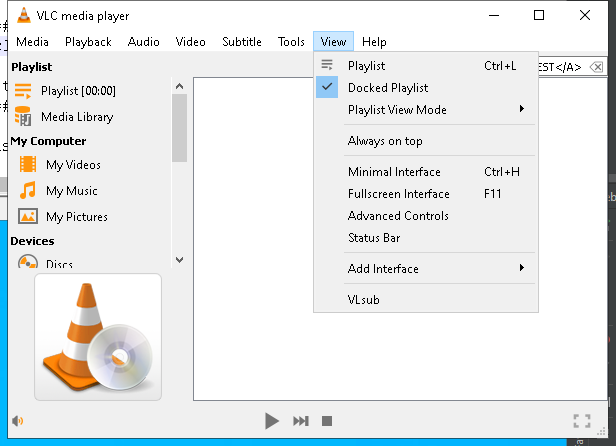 VLC media player
Media Playback Audio Video Subtitle Tools View Help
Playlist
Playlist [00:00]
Media Library
My Computer
My Videos
My Music
My Pictures
Devices
Discs
Playlist Ctrl+L
Docked Playlist
Playlist View Mode
Always on top
Minimal Interface Ctrl+H
Fullscreen Interface F11
Advanced Controls
Status Bar
Add Interface
VLsub
EST</A>